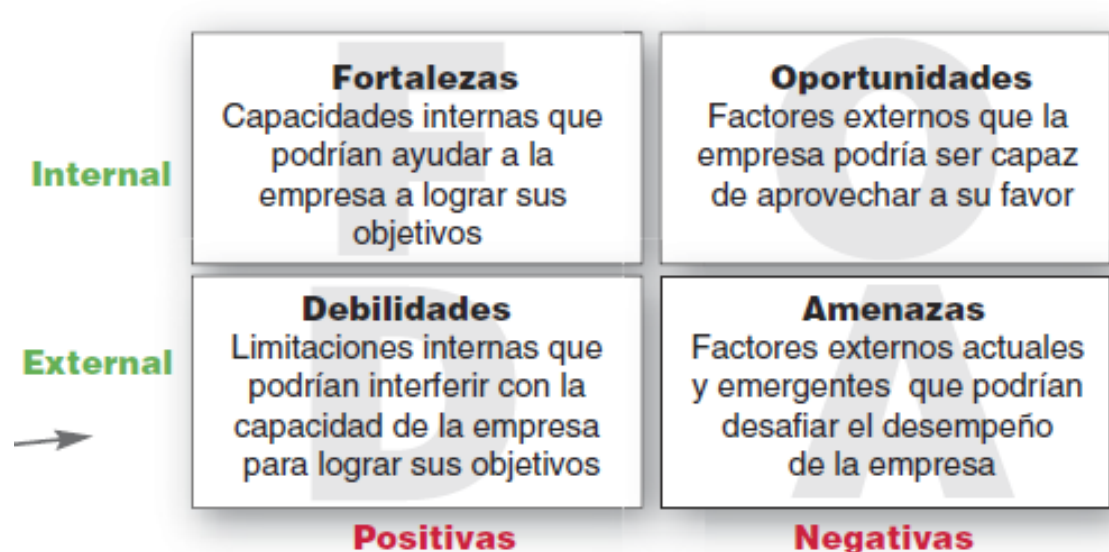 Fortalezas
Capacidades internas que
podrían ayudar a la
empresa a lograr sus
objetivos
Oportunidades
Factores externos que la
empresa podría ser capaz
de aprovechar a su favor
Internal
Debilidades
Limitaciones internas que
podrían interferir con la
capacidad de la empresa
para lograr sus objetivos
Amenazas
Factores externos actuales
y emergentes que podrían
desafiar el desempeño
de la empresa
External
Positivas
Negativas
F
O
D
A